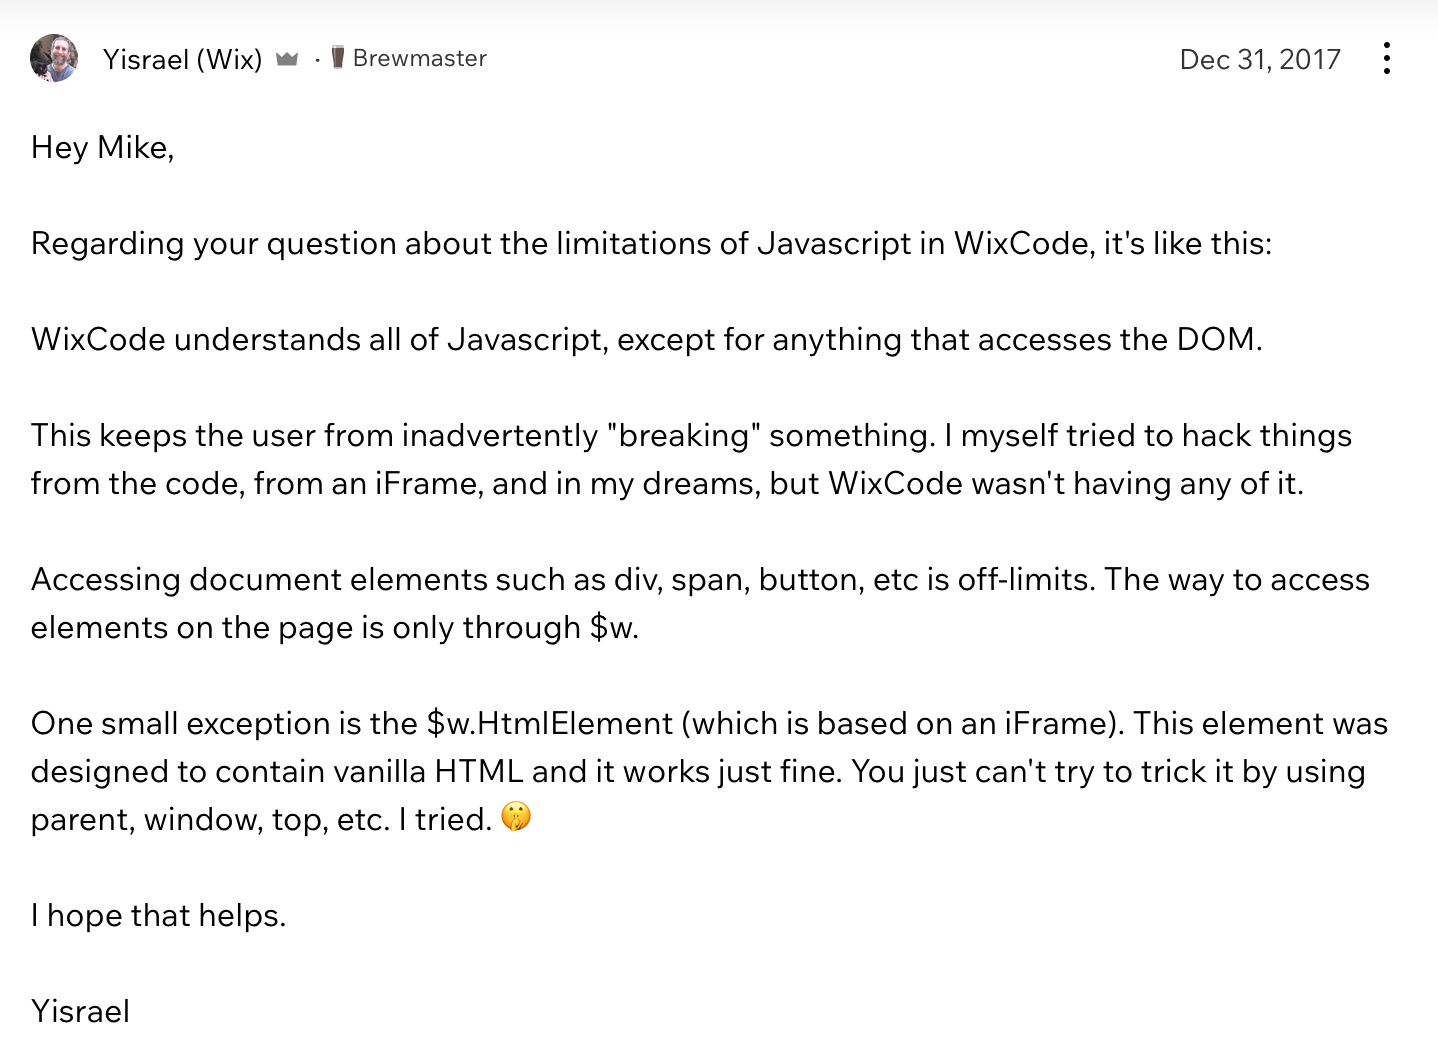 Yisrael (Wix) · Brewmaster Dec 31, 2017
Hey Mike,
Regarding your question about the limitations of Javascript in WixCode, it's like this:
WixCode understands all of Javascript, except for anything that accesses the DOM.
This keeps the user from inadvertently "breaking" something. I myself tried to hack things
from the code, from an iFrame, and in my dreams, but WixCode wasn't having any of it.
Accessing document elements such as div, span, button, etc is off-limits. The way to access
elements on the page is only through $w.
One small exception is the $w.HtmlElement (which is based on an iFrame). This element was
designed to contain vanilla HTML and it works just fine. You just can't try to trick it by using
parent, window, top, etc. I tried. 🤫
I hope that helps.
Yisrael